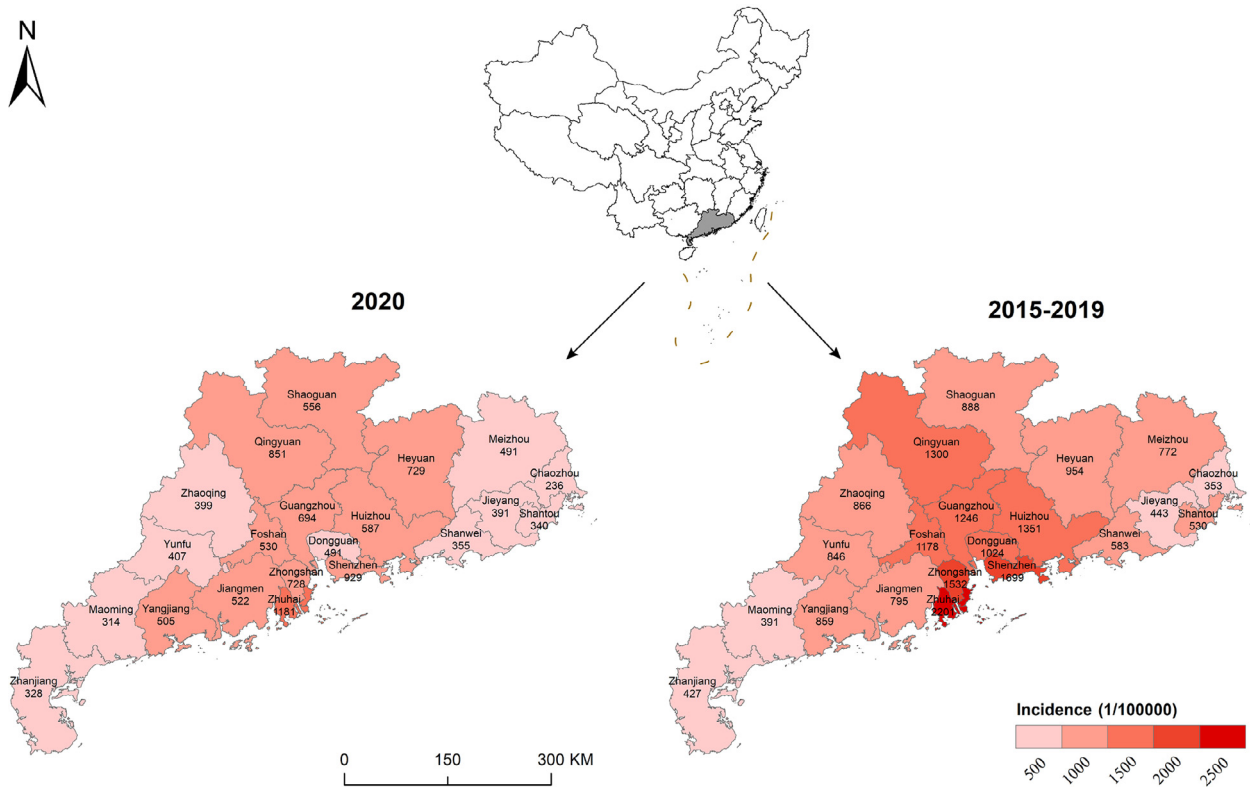 N
2020
2015-2019
Shaoguan
556
Qingyuan
851
Heyuan
729
Meizhou
491
Chaozhou
236
Zhaoqing
399
Guangzhou
694
Huizhou
587
Jieyang
391
Shantou
340
Foshan
530
Dongguan
491
Shanwei
355
Yunfu
407
Shenzhen
929
Zhongshan
728
Jiangmen
522
Zhuhai
1181
Maoming
314
Yangjiang
505
Zhanjiang
328
Shaoguan
888
Qingyuan
1300
Heyuan
954
Meizhou
772
Chaozhou
353
Zhaoqing
866
Guangzhou
1246
Huizhou
1351
Jieyang
443
Shantou
530
Foshan
1178
Dongguan
1024
Shanwei
583
Yunfu
846
Shenzhen
1699
Zhongshan
1532
Jiangmen
795
Zhuhai
2201
Maoming
391
Yangjiang
859
Zhanjiang
427
Incidence (1/100000)
500 1000 1500 2000 2500
0 150 300 KM